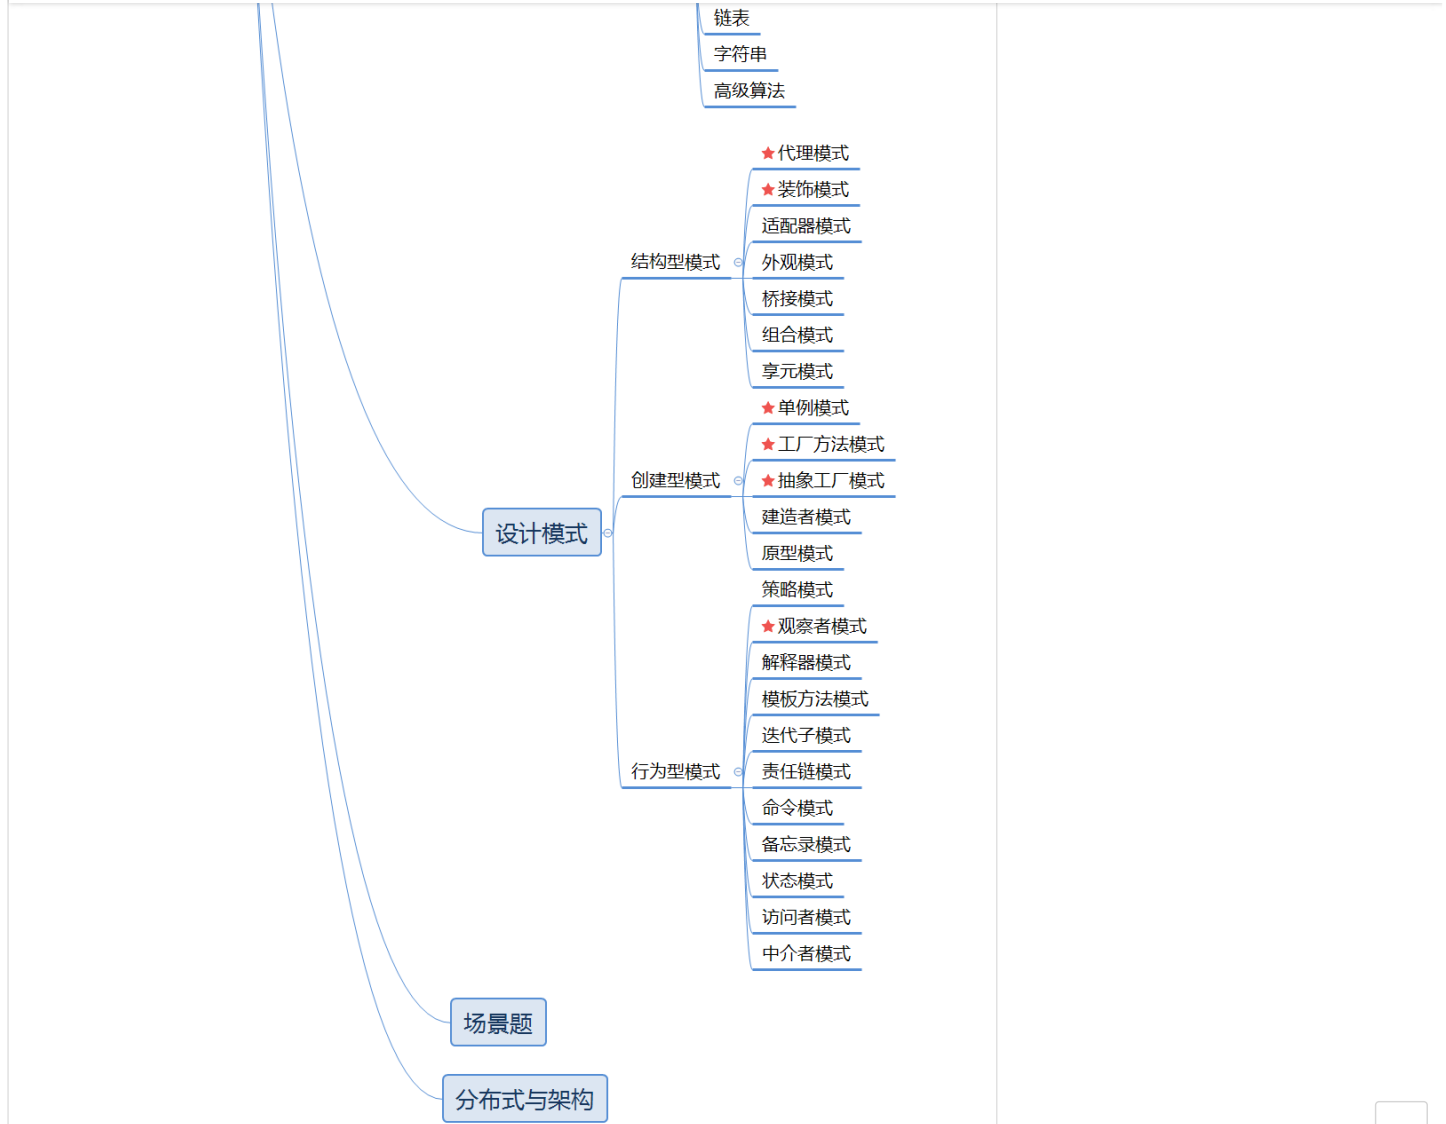 链表
字符串
高级算法
代理模式
装饰模式
适配器模式
结构型模式
外观模式
桥接模式
组合模式
享元模式
单例模式
工厂方法模式
创建型模式
抽象工厂模式
建造者模式
设计模式
原型模式
策略模式
观察者模式
解释器模式
模板方法模式
迭代子模式
行为型模式
责任链模式
命令模式
备忘录模式
状态模式
访问者模式
中介者模式
场景题
分布式与架构